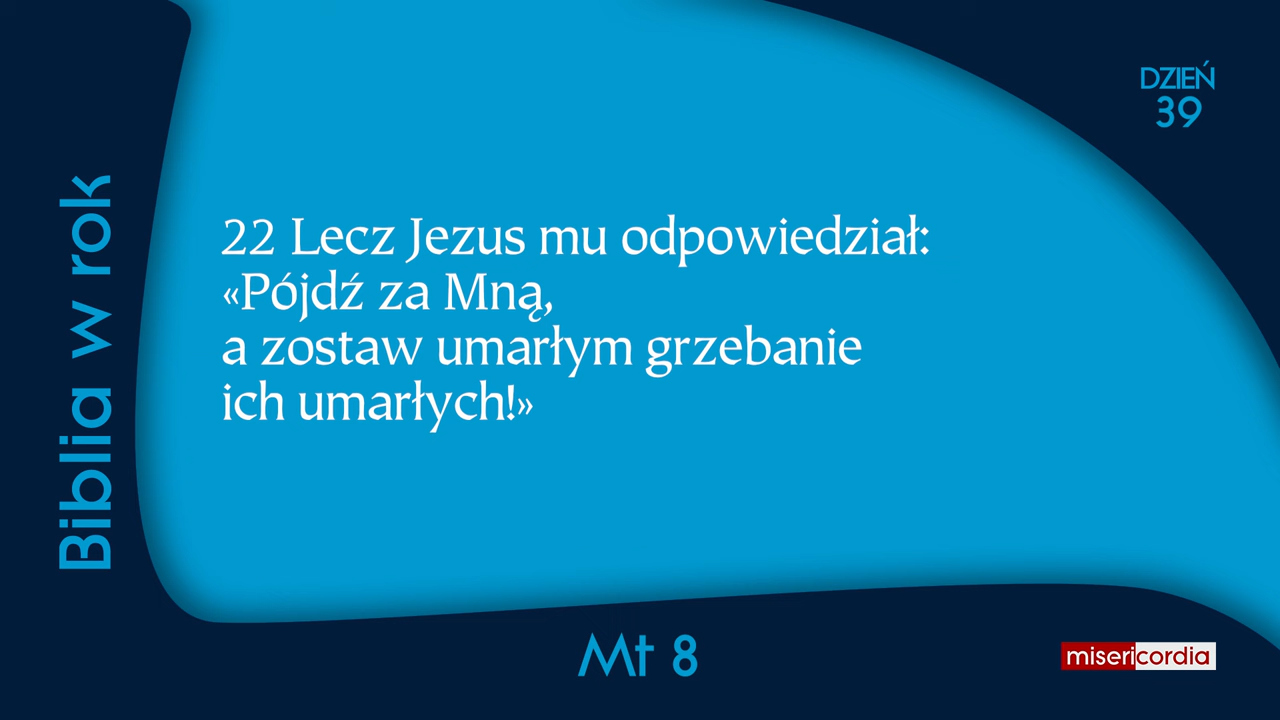 DZIEŃ
39
Biblia w rok
22 Lecz Jezus mu odpowiedział:
«Pójdź za Mną,
a zostaw umarłym grzebanie
ich umarłych!»
Mt 8
misericordia